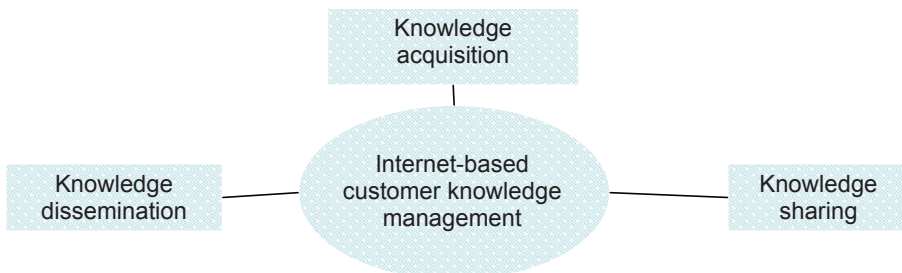 Knowledge
acquisition
Internet-based
customer knowledge
management
Knowledge
dissemination
Knowledge
sharing